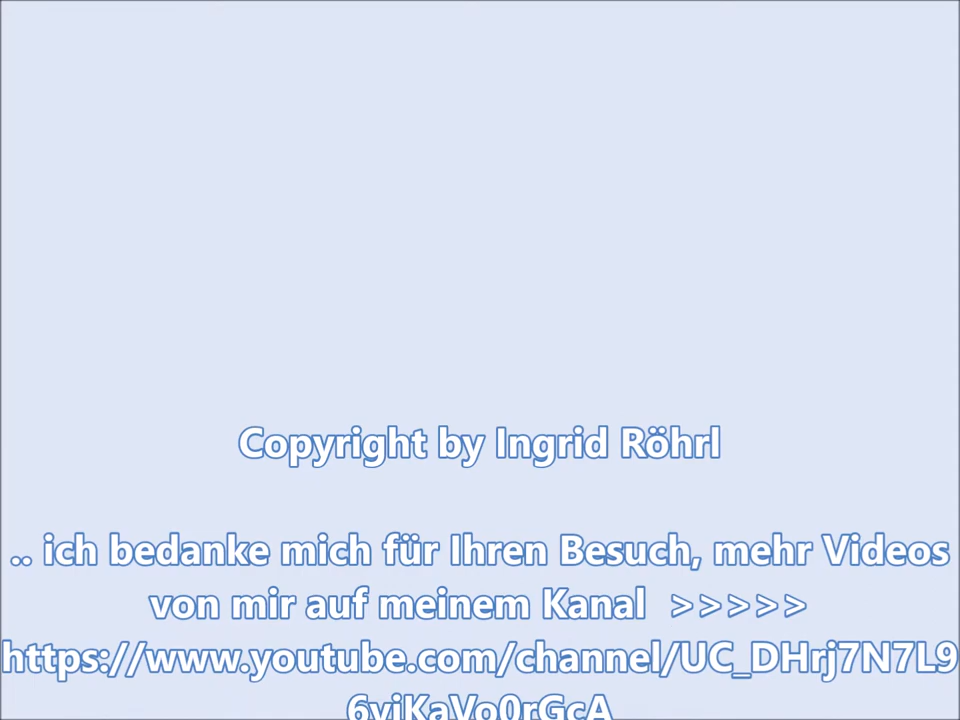 Copyright by Ingrid Röhrl
.. ich bedanke mich für Ihren Besuch, mehr Videos
von mir auf meinem Kanal >>>>>
https://www.youtube.com/channel/UC_DHrj7N7L9